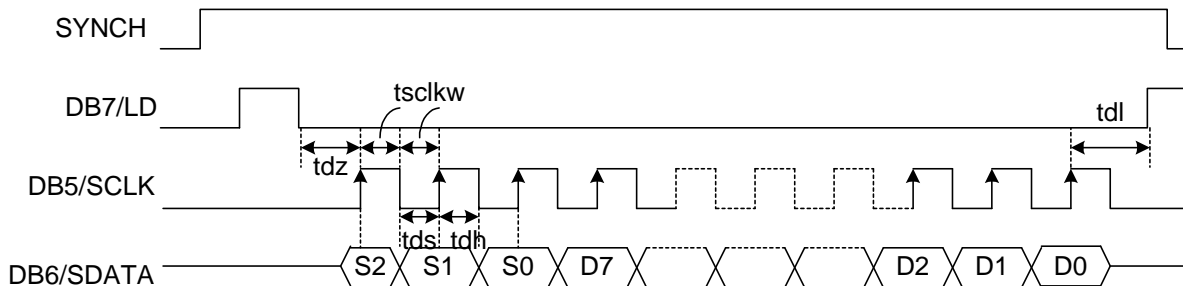 SYNCH
tsclkw
DB7/LD
tdl
tdz
DB5/SCLK
tds tdh
DB6/SDATA S2 S1 S0 D7 D2 D1 D0